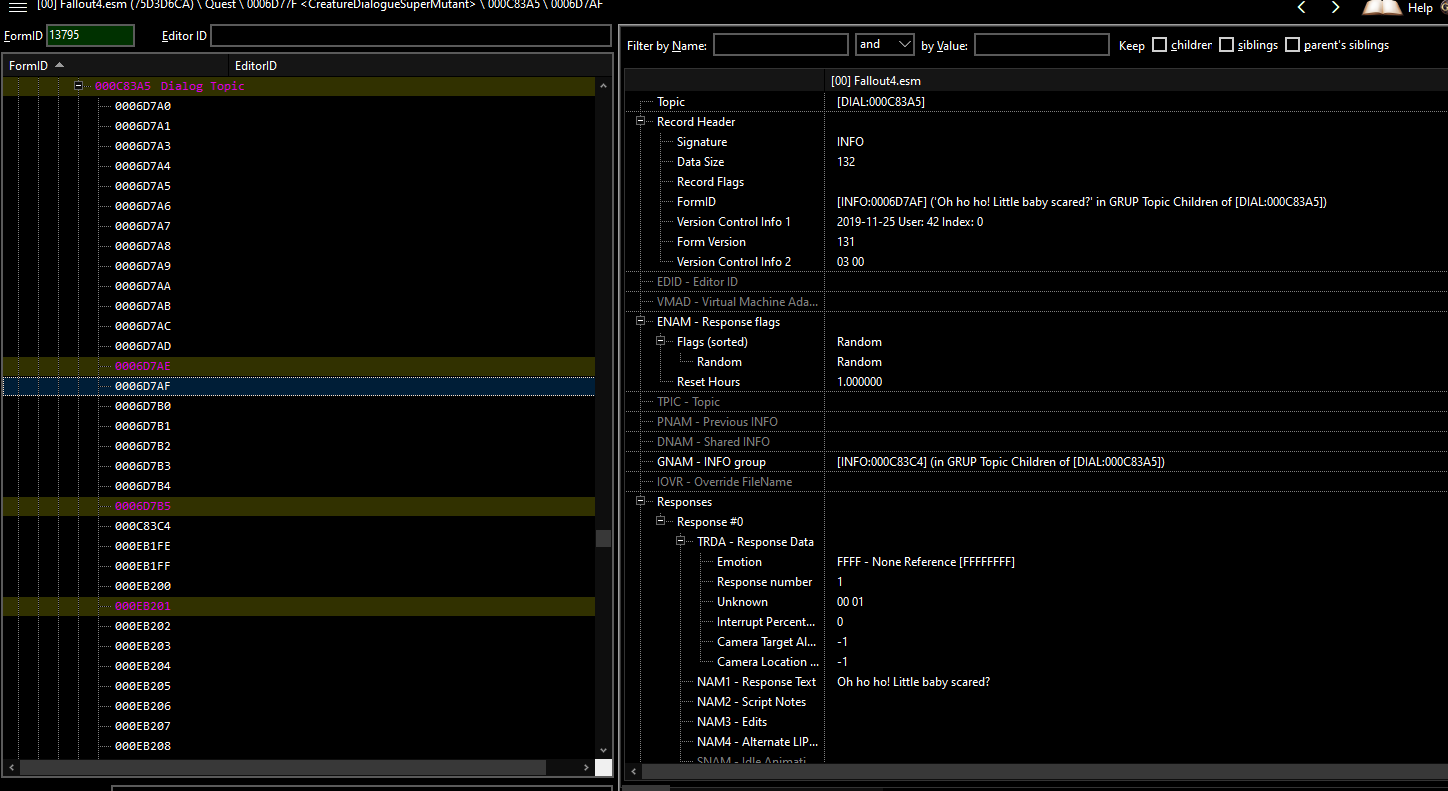 [00] Fallout4.esm (75D3D6CA) \ Quest \ 0006D77F <CreatureDialogueSuperMutant> \ 000C83A5 \ 0006D7AF
Help
FormID 13795 Editor ID
FormID EditorID
000C83A5 Dialog Topic
0006D7A0
0006D7A1
0006D7A3
0006D7A4
0006D7A5
0006D7A6
0006D7A7
0006D7A8
0006D7A9
0006D7AA
0006D7AB
0006D7AC
0006D7AD
0006D7AE
0006D7AF
0006D7B0
0006D7B1
0006D7B2
0006D7B3
0006D7B4
0006D7B5
000C83C4
000EB1FE
000EB1FF
000EB200
000EB201
000EB202
000EB203
000EB204
000EB205
000EB206
000EB207
000EB208
Filter by Name: and by Value: Keep children siblings parent's siblings
[00] Fallout4.esm
Topic [DIAL:000C83A5]
Record Header
Signature INFO
Data Size 132
Record Flags
FormID [INFO:0006D7AF] ('Oh ho ho! Little baby scared?' in GRUP Topic Children of [DIAL:000C83A5])
Version Control Info 1 2019-11-25 User: 42 Index: 0
Form Version 131
Version Control Info 2 03 00
EDID - Editor ID
VMAD - Virtual Machine Ada...
ENAM - Response flags
Flags (sorted) Random
Random Random
Reset Hours 1.000000
TPIC - Topic
PNAM - Previous INFO
DNAM - Shared INFO
GNAM - INFO group [INFO:000C83C4] (in GRUP Topic Children of [DIAL:000C83A5])
IOVR - Override FileName
Responses
Response #0
TRDA - Response Data
Emotion FFFF - None Reference [FFFFFFFF]
Response number 1
Unknown 00 01
Interrupt Percent... 0
Camera Target Al... -1
Camera Location ... -1
NAM1 - Response Text Oh ho ho! Little baby scared?
NAM2 - Script Notes
NAM3 - Edits
NAM4 - Alternate LIP...
SNAM - Idle Animati...